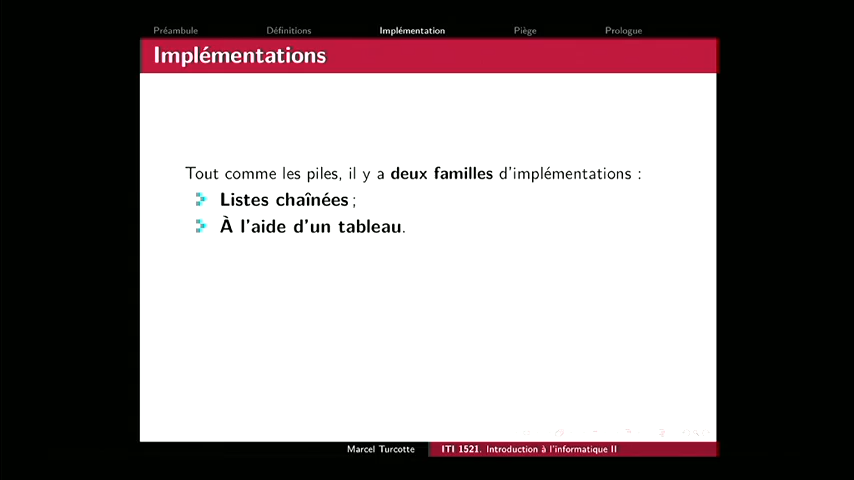 Préambule Définitions Implémentation Piège Prologue
Implémentations
Tout comme les piles, il y a deux familles d'implémentations :
Listes chaînées ;
À l'aide d'un tableau.
Marcel Turcotte ITI 1521. Introduction à l'informatique II